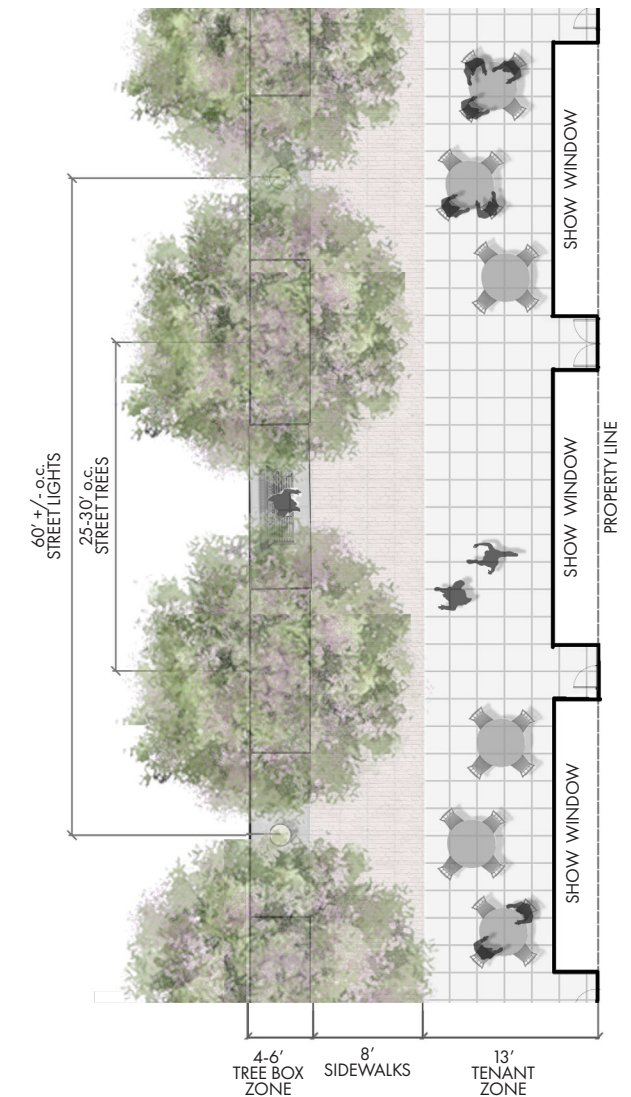 SHOW WINDOW
SHOW WINDOW
SHOW WINDOW
PROPERTY LINE
60’ +/- o.c.
STREET LIGHTS
25-30’ o.c.
STREET TREES
4-6’
TREE BOX
ZONE
8’
SIDEWALKS
13’
TENANT
ZONE